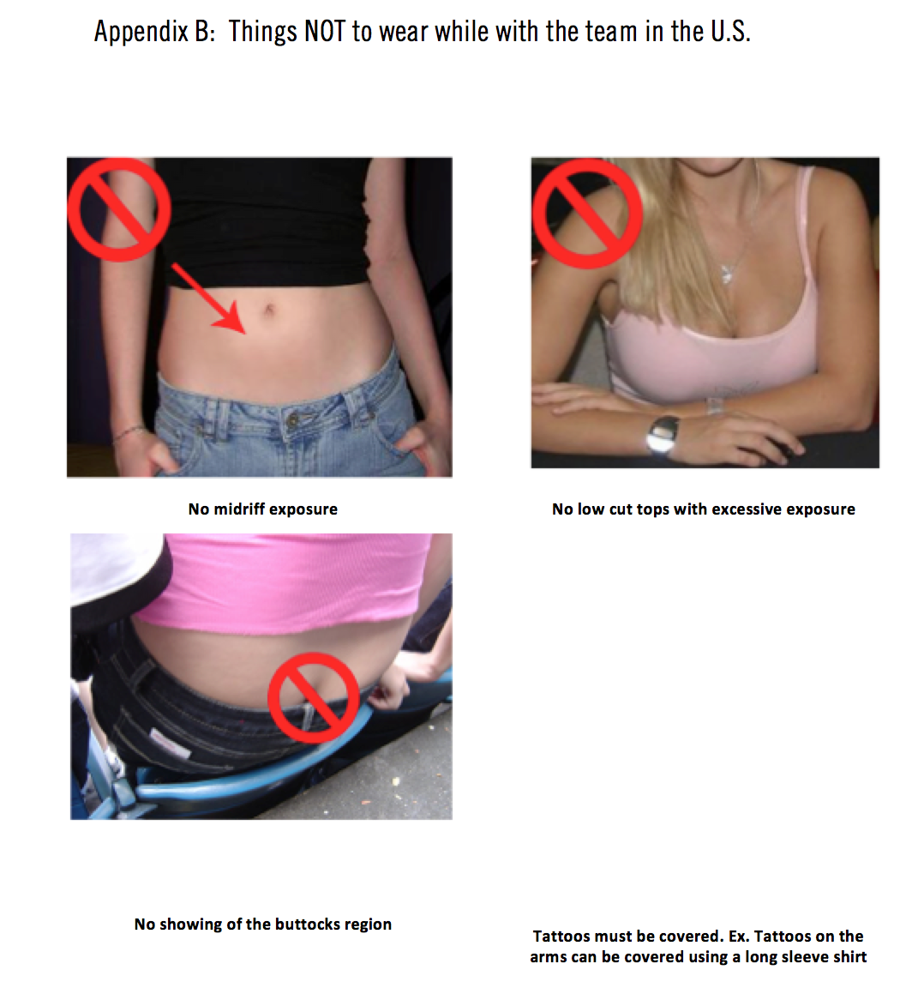 Appendix B: Things NOT to wear while with the team in the U.S.
No midriff exposure
No low cut tops with excessive exposure
No showing of the buttocks region
Tattoos must be covered. Ex. Tattoos on the
arms can be covered using a long sleeve shirt